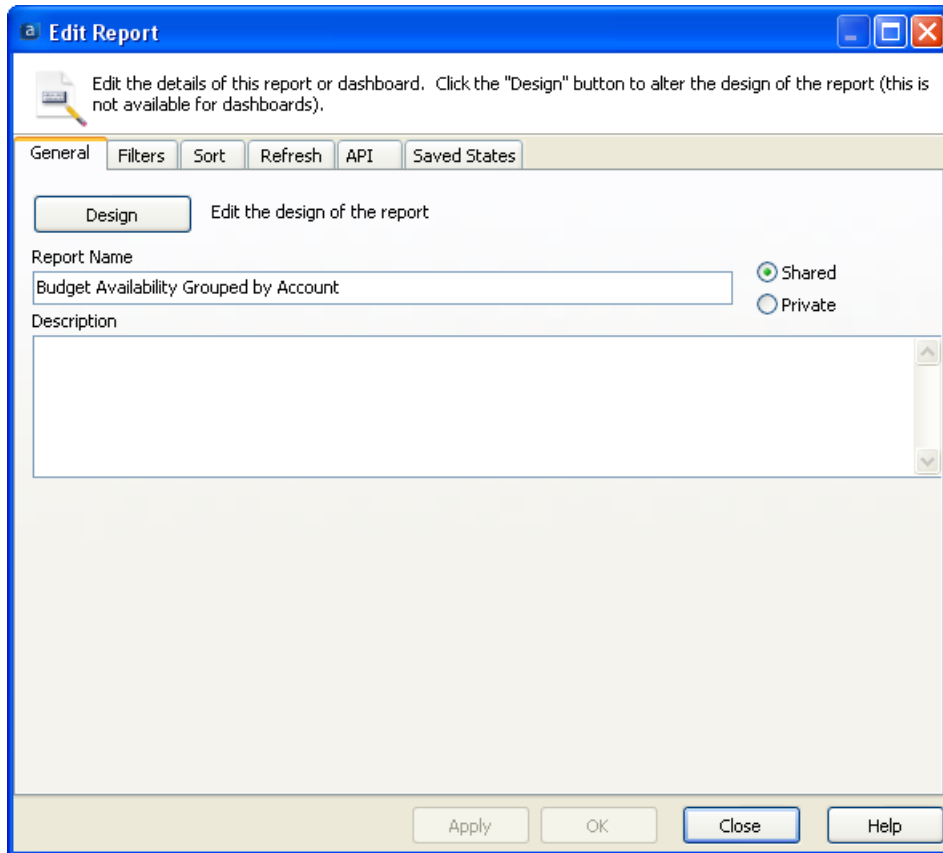 a Edit Report
Edit the details of this report or dashboard.  Click the "Design" button to alter the design of the report (this is
not available for dashboards).
General Filters Sort Refresh API Saved States
Design Edit the design of the report
Report Name
Budget Availability Grouped by Account
Shared
Private
Description
Apply OK Close Help